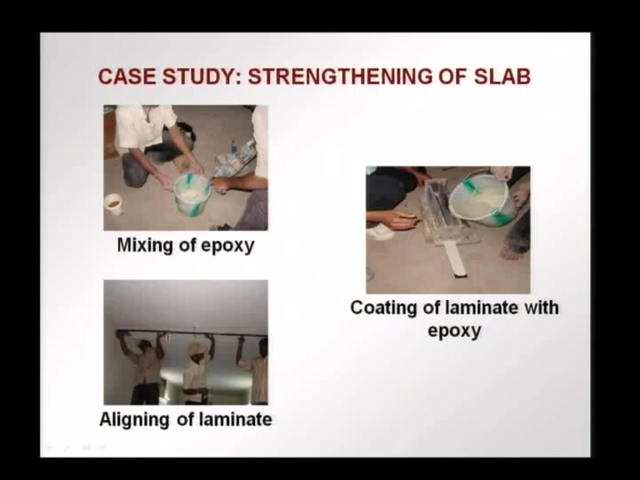 CASE STUDY: STRENGTHENING OF SLAB
Mixing of epoxy
Coating of laminate with
epoxy
Aligning of laminate